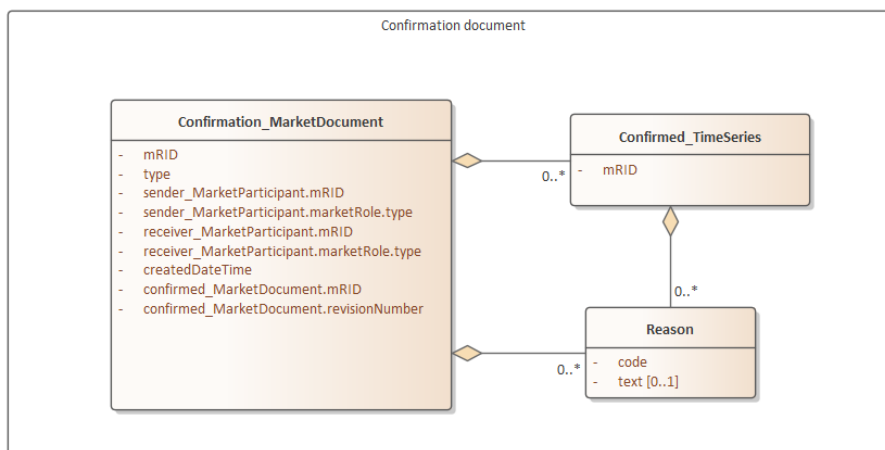 Confirmation document
Confirmation_MarketDocument
- mRID
- type
- sender_MarketParticipant.mRID
- sender_MarketParticipant.marketRole.type
- receiver_MarketParticipant.mRID
- receiver_MarketParticipant.marketRole.type
- createdDateTime
- confirmed_MarketDocument.mRID
- confirmed_MarketDocument.revisionNumber
Confirmed_TimeSeries
- mRID
0..*
0..*
Reason
- code
- text [0..1]
0..*